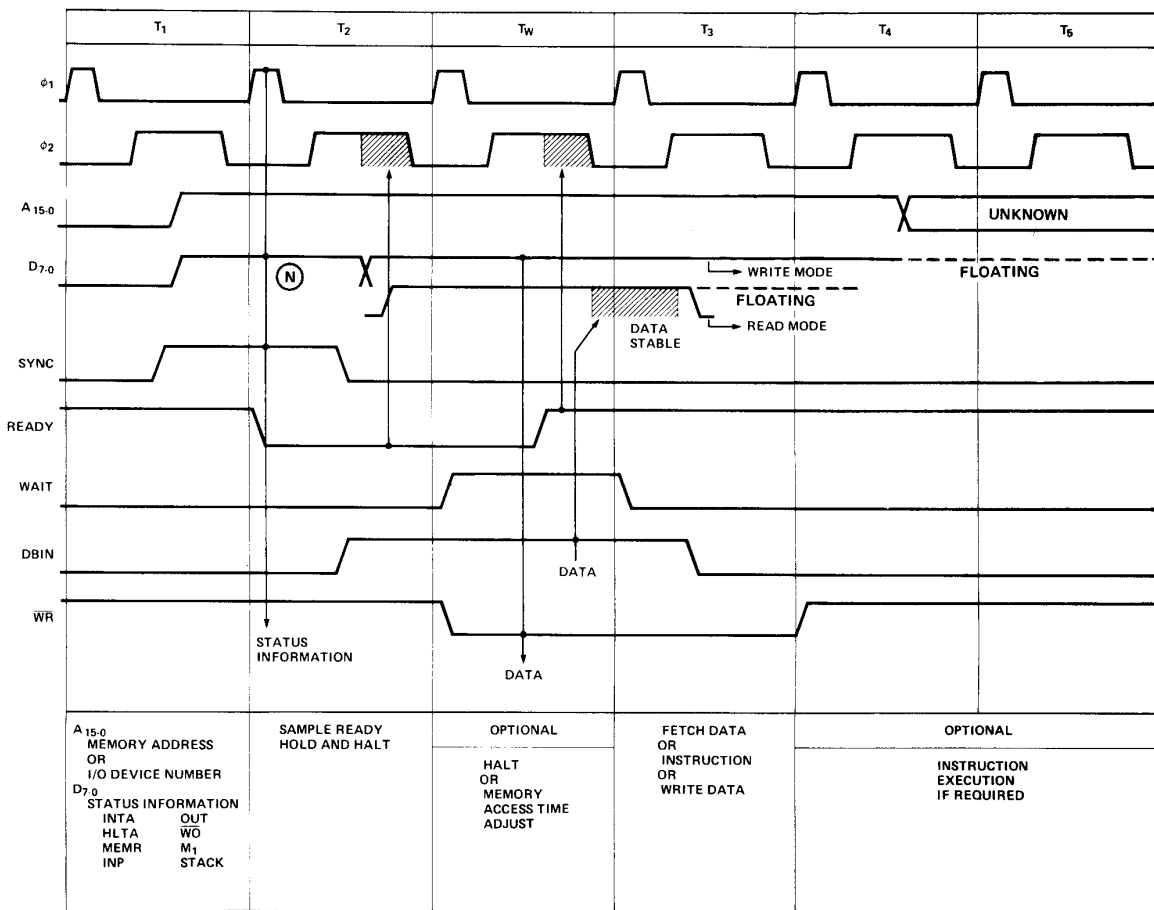 T1 T2 TW T3 T4 T5
φ1
φ2
A15-0
UNKNOWN
D7-0
N
WRITE MODE
FLOATING
FLOATING
DATA
STABLE
READ MODE
SYNC
READY
WAIT
DBIN
DATA
WR
STATUS
INFORMATION
DATA
A15-0
MEMORY ADDRESS
OR
I/O DEVICE NUMBER
D7-0
STATUS INFORMATION
INTA OUT
HLTA WO
MEMR M1
INP STACK
SAMPLE READY
HOLD AND HALT
OPTIONAL
HALT
OR
MEMORY
ACCESS TIME
ADJUST
FETCH DATA
OR
INSTRUCTION
OR
WRITE DATA
OPTIONAL
INSTRUCTION
EXECUTION
IF REQUIRED